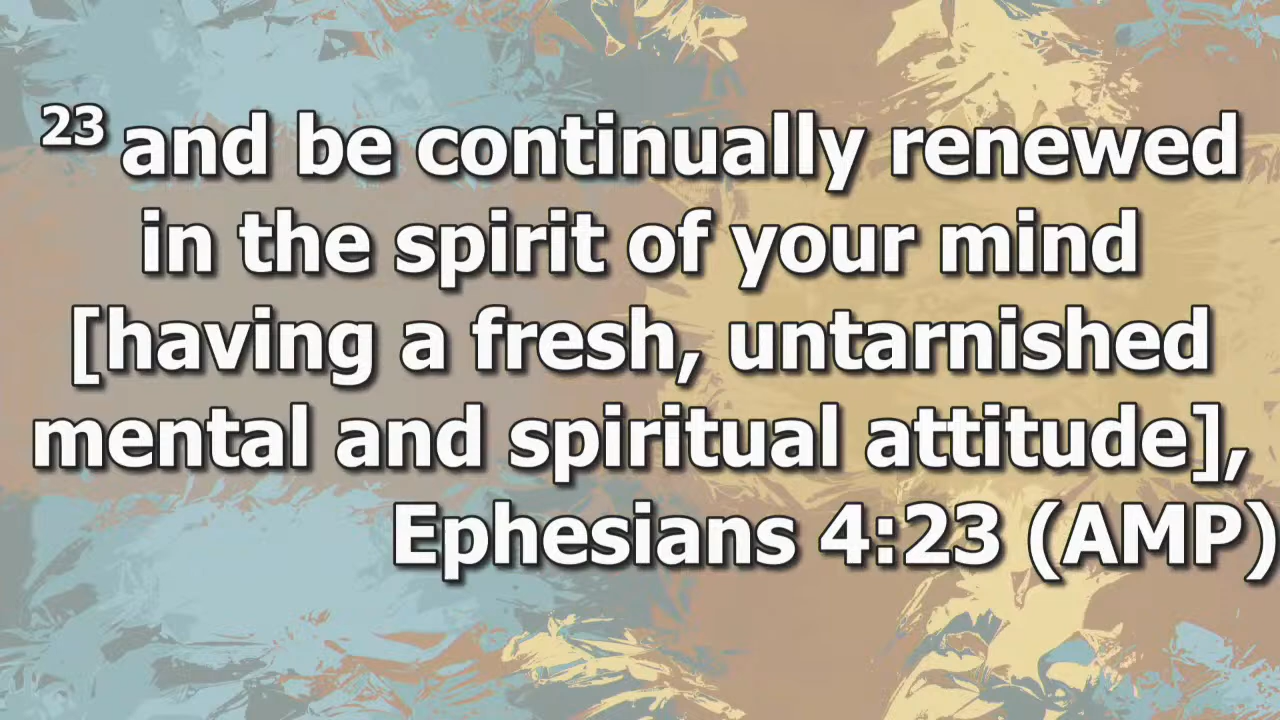 23 and be continually renewed
in the spirit of your mind
[having a fresh, untarnished
mental and spiritual attitude],
Ephesians 4:23 (AMP)